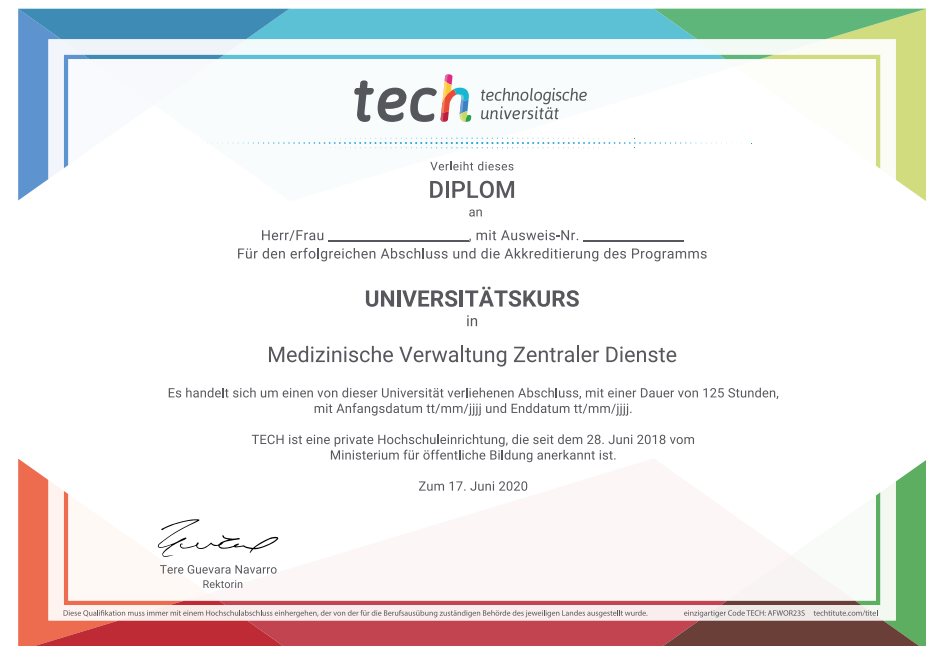 tech technologische
universität
Verleiht dieses
DIPLOM
an
Herr/Frau ____________, mit Ausweis-Nr. ____________
Für den erfolgreichen Abschluss und die Akkreditierung des Programms
UNIVERSITÄTSKURS
in
Medizinische Verwaltung Zentraler Dienste
Es handelt sich um einen von dieser Universität verliehenen Abschluss, mit einer Dauer von 125 Stunden,
mit Anfangsdatum tt/mm/jjjj und Enddatum tt/mm/jjjj.
TECH ist eine private Hochschuleinrichtung, die seit dem 28. Juni 2018 vom
Ministerium für öffentliche Bildung anerkannt ist.
Zum 17. Juni 2020
Tere Guevara Navarro
Rektorin
Diese Qualifikation muss immer mit einem Hochschulabschluss einhergehen, der von der für die Berufsausübung zuständigen Behörde des jeweiligen Landes ausgestellt wurde. einzigartiger Code TECH: AFWOR23S techtitute.com/titel